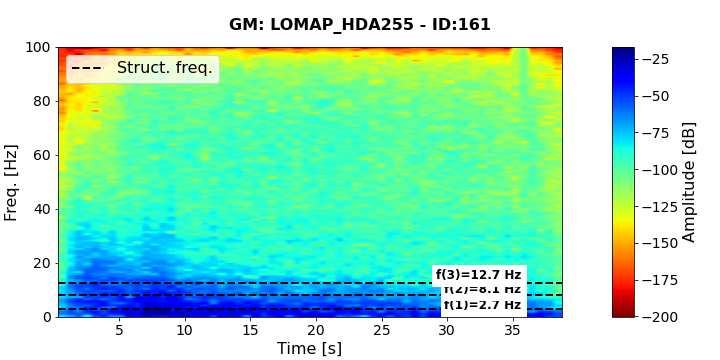 GM: LOMAP_HDA255 - ID:161
100
80
60
40
20
0
Freq. [Hz]
Struct. freq.
f(3)=12.7 Hz
f(2)=8.1 Hz
f(1)=2.7 Hz
5 10 15 20 25 30 35
Time [s]
−25
−50
−75
−100
−125
−150
−175
−200
Amplitude [dB]